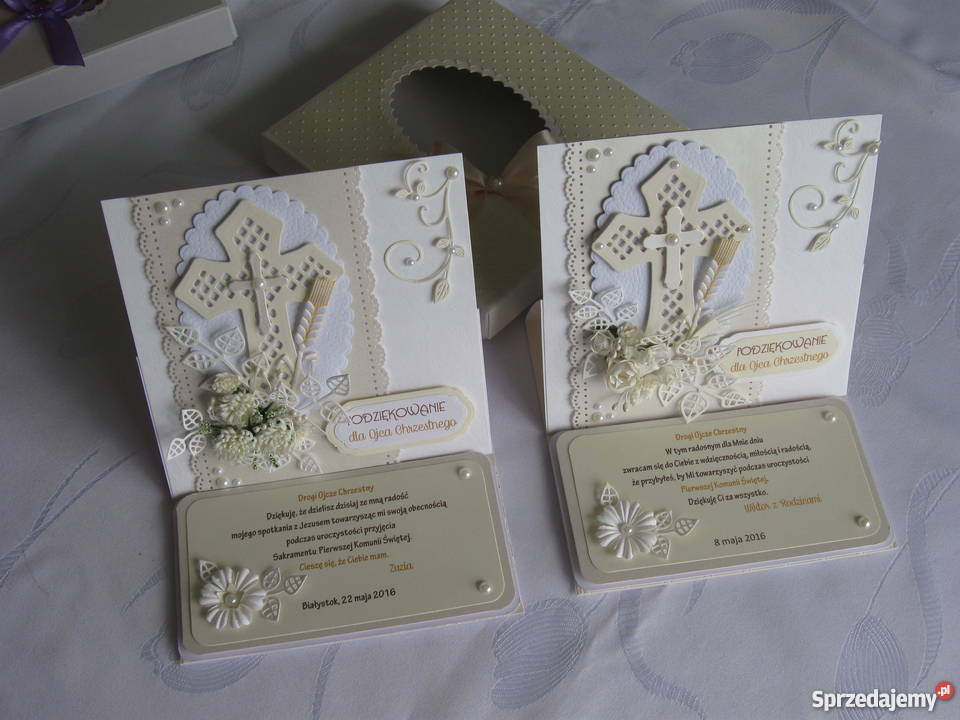 PODZIĘKOWANIE
dla Ojca Chrzestnego
Drogi Ojcze Chrzestny
Dziękuję, że dzielisz dzisiaj ze mną radość
mojego spotkania z Jezusem towarzysząc mi swoją obecnością
podczas uroczystości przyjęcia
Sakramentu Pierwszej Komunii Świętej.
Cieszę się, że Ciebie mam.
Zuzia
Białystok, 22 maja 2016
PODZIĘKOWANIE
dla Ojca Chrzestnego
Drogi Ojcze Chrzestny
W tym radosnym dla Mnie dniu
zwracam się do Ciebie z wdzięcznością, miłością i radością,
że przybyłeś, by Mi towarzyszyć podczas uroczystości
Pierwszej Komunii Świętej.
Dziękuję Ci za wszystko.
Wiktor z Rodzicami
8 maja 2016
Sprzedajemy.pl